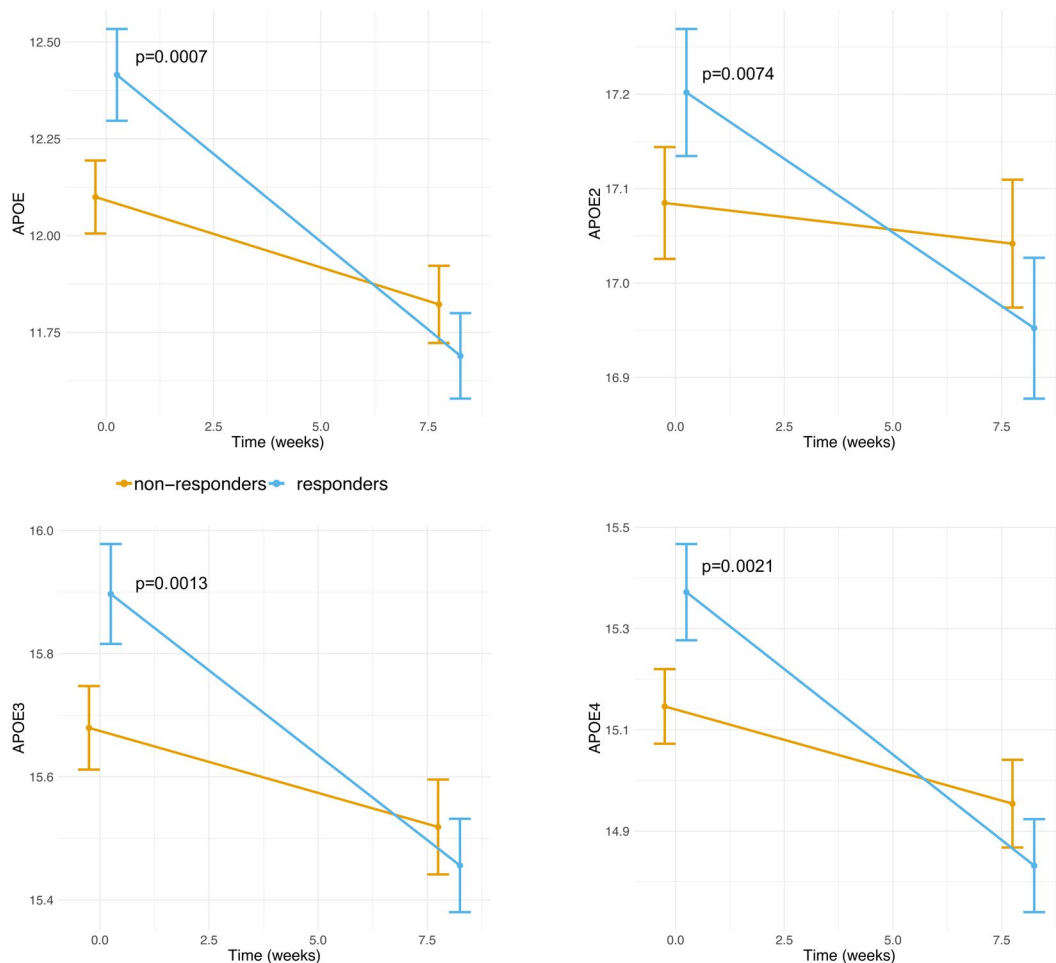 12.50
12.25
12.00
11.75
APOE
p=0.0007
0.0 2.5 5.0 7.5
Time (weeks)
17.2
17.1
17.0
16.9
APOE2
p=0.0074
0.0 2.5 5.0 7.5
Time (weeks)
non−responders responders
16.0
15.8
15.6
15.4
APOE3
p=0.0013
0.0 2.5 5.0 7.5
Time (weeks)
15.5
15.3
15.1
14.9
APOE4
p=0.0021
0.0 2.5 5.0 7.5
Time (weeks)